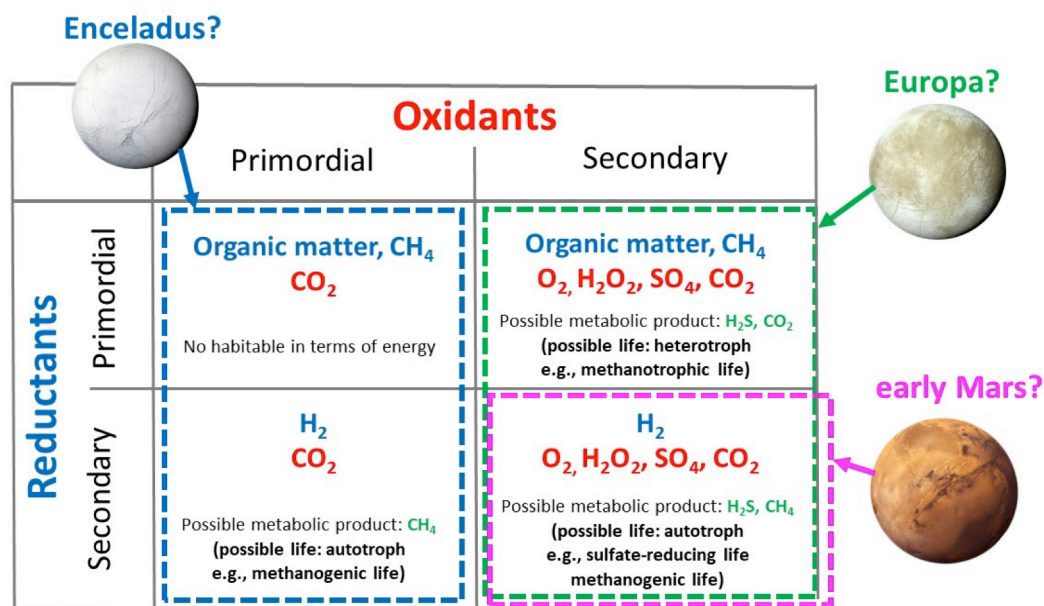 Enceladus?
Europa?
Oxidants
Primordial
Secondary
Reductants
Primordial
Organic matter, CH₄
CO₂
No habitable in terms of energy
Organic matter, CH₄
O₂, H₂O₂, SO₄, CO₂
Possible metabolic product: H₂S, CO₂
(possible life: heterotroph
e.g., methanotrophic life)
early Mars?
Secondary
H₂
CO₂
Possible metabolic product: CH₄
(possible life: autotroph
e.g., methanogenic life)
H₂
O₂, H₂O₂, SO₄, CO₂
Possible metabolic product: H₂S, CH₄
(possible life: autotroph
e.g., sulfate-reducing life
methanogenic life)